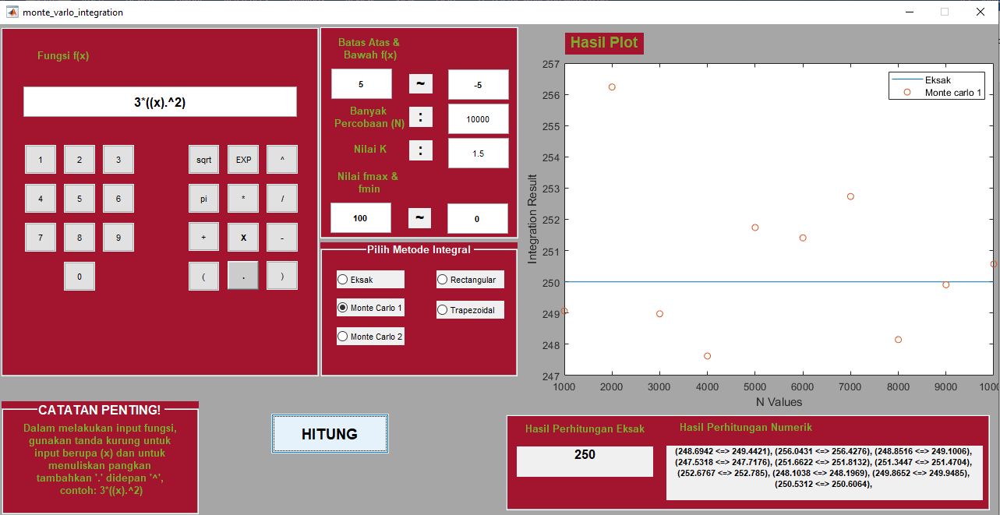 monte_varlo_integration
Fungsi f(x)
3*((x).^2)
1 2 3 sqrt EXP ^
4 5 6 pi * /
7 8 9 + X -
0 ( . )
Batas Atas &
Bawah f(x)
5 ~ -5
Banyak
Percobaan (N) : 10000
Nilai K : 1.5
Nilai fmax &
fmin
100 ~ 0
Pilih Metode Integral
Eksak Rectangular
Monte Carlo 1 Trapezoidal
Monte Carlo 2
Hasil Plot
Eksak
Monte carlo 1
257
256
255
254
253
252
251
250
249
248
247
Integration Result
1000 2000 3000 4000 5000 6000 7000 8000 9000 1000
N Values
CATATAN PENTING!
Dalam melakukan input fungsi,
gunakan tanda kurung untuk
input berupa (x) dan untuk
menuliskan pangkan
tambahkan '.' didepan '^',
contoh: 3*((x).^2)
HITUNG
Hasil Perhitungan Eksak
250
Hasil Perhitungan Numerik
(248.6942 <=> 249.4421), (256.0431 <=> 256.4276), (248.8516 <=> 249.1006),
(247.5318 <=> 247.7176), (251.6622 <=> 251.8132), (251.3447 <=> 251.4704),
(252.6767 <=> 252.785), (248.1038 <=> 248.1969), (249.8652 <=> 249.9485),
(250.5312 <=> 250.6064),